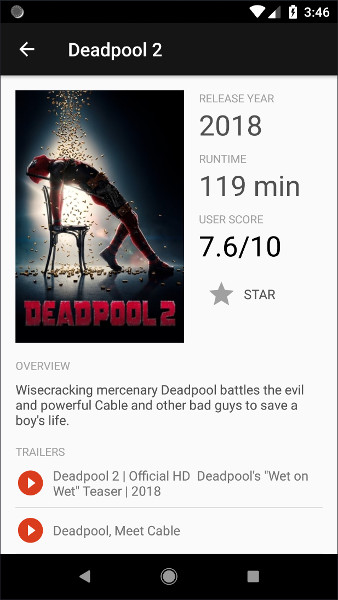 3:46
Deadpool 2
RELEASE YEAR
2018
RUNTIME
119 min
USER SCORE
7.6/10
STAR
DEADPOOL 2
OVERVIEW
Wisecracking mercenary Deadpool battles the evil
and powerful Cable and other bad guys to save a
boy's life.
TRAILERS
Deadpool 2 | Official HD  Deadpool's "Wet on
Wet" Teaser | 2018
Deadpool, Meet Cable